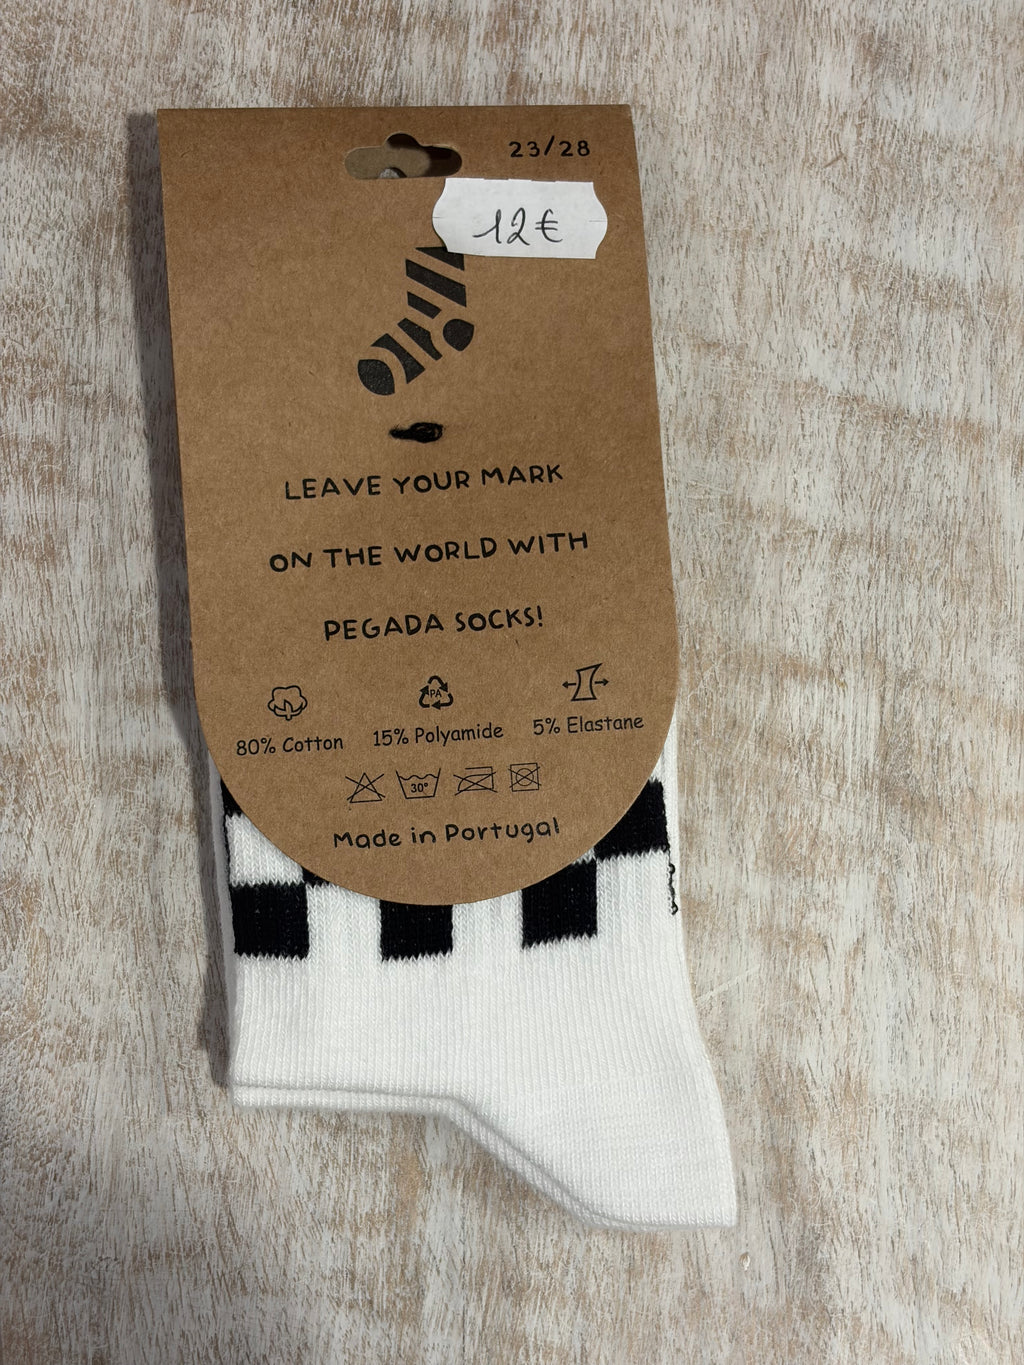 23/28
12€
LEAVE YOUR MARK
ON THE WORLD WITH
PEGADA SOCKS!
PA
80% Cotton 15% Polyamide 5% Elastane
30°
Made in Portugal